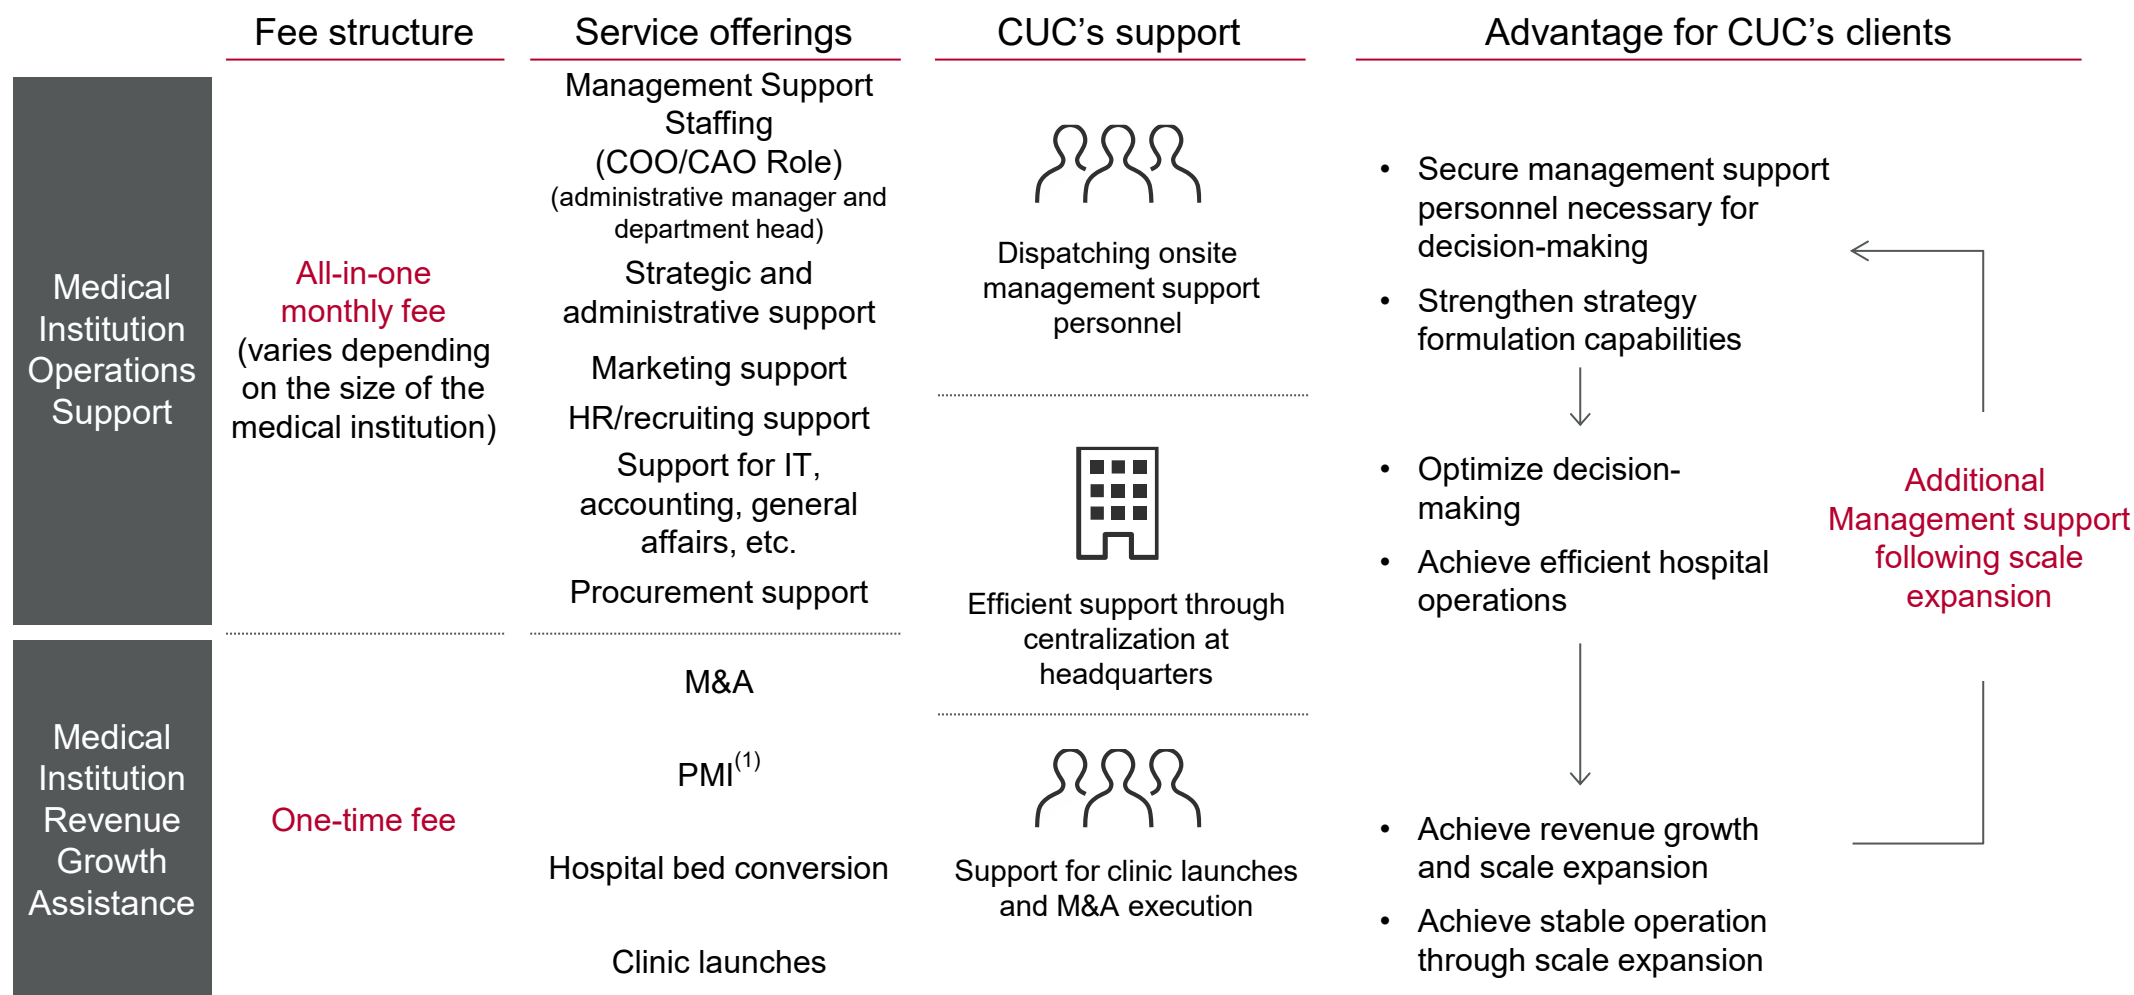 Fee structure
Service offerings
CUC’s support
Advantage for CUC’s clients
Medical
Institution
Operations
Support
All-in-one
monthly fee
(varies depending
on the size of the
medical institution)
Management Support
Staffing
(COO/CAO Role)
(administrative manager and
department head)
Strategic and
administrative support
Marketing support
HR/recruiting support
Support for IT,
accounting, general
affairs, etc.
Procurement support
Dispatching onsite
management support
personnel
Efficient support through
centralization at
headquarters
• Secure management support
personnel necessary for
decision-making
• Strengthen strategy
formulation capabilities
• Optimize decision-
making
• Achieve efficient hospital
operations
Additional
Management support
following scale
expansion
Medical
Institution
Revenue
Growth
Assistance
One-time fee
M&A
PMI(1)
Hospital bed conversion
Clinic launches
Support for clinic launches
and M&A execution
• Achieve revenue growth
and scale expansion
• Achieve stable operation
through scale expansion